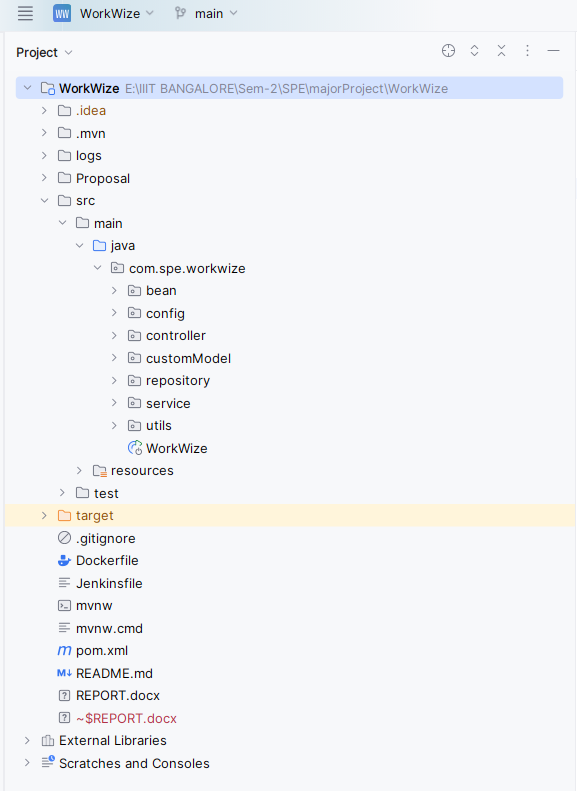 WW WorkWize main
Project
WorkWize E:\IIIT BANGALORE\Sem-2\SPE\majorProject\WorkWize
.idea
.mvn
logs
Proposal
src
main
java
com.spe.workwize
bean
config
controller
customModel
repository
service
utils
WorkWize
resources
test
target
.gitignore
Dockerfile
Jenkinsfile
mvnw
mvnw.cmd
m pom.xml
M↓ README.md
? REPORT.docx
? ~$REPORT.docx
External Libraries
Scratches and Consoles